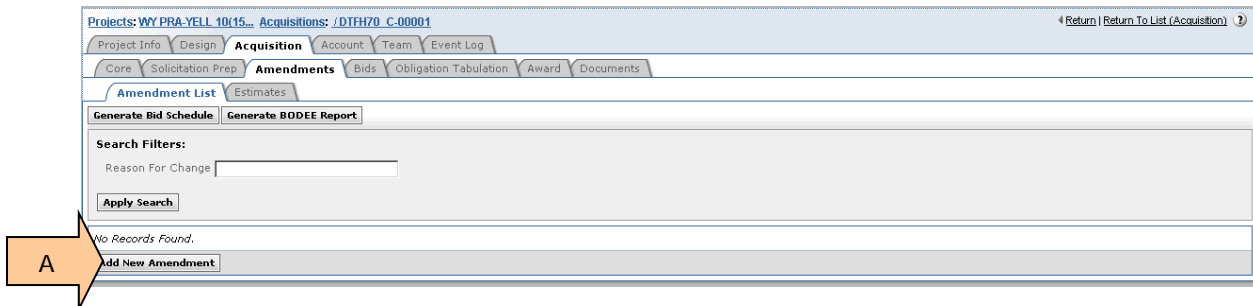 Projects: WY PRA-YELL 10(15... Acquisitions: / DTFH70 C-00001 Return | Return To List (Acquisition) ?
Project Info Design Acquisition Account Team Event Log
Core Solicitation Prep Amendments Bids Obligation Tabulation Award Documents
Amendment List Estimates
Generate Bid Schedule Generate BODEE Report
Search Filters:
Reason For Change
Apply Search
No Records Found.
A Add New Amendment